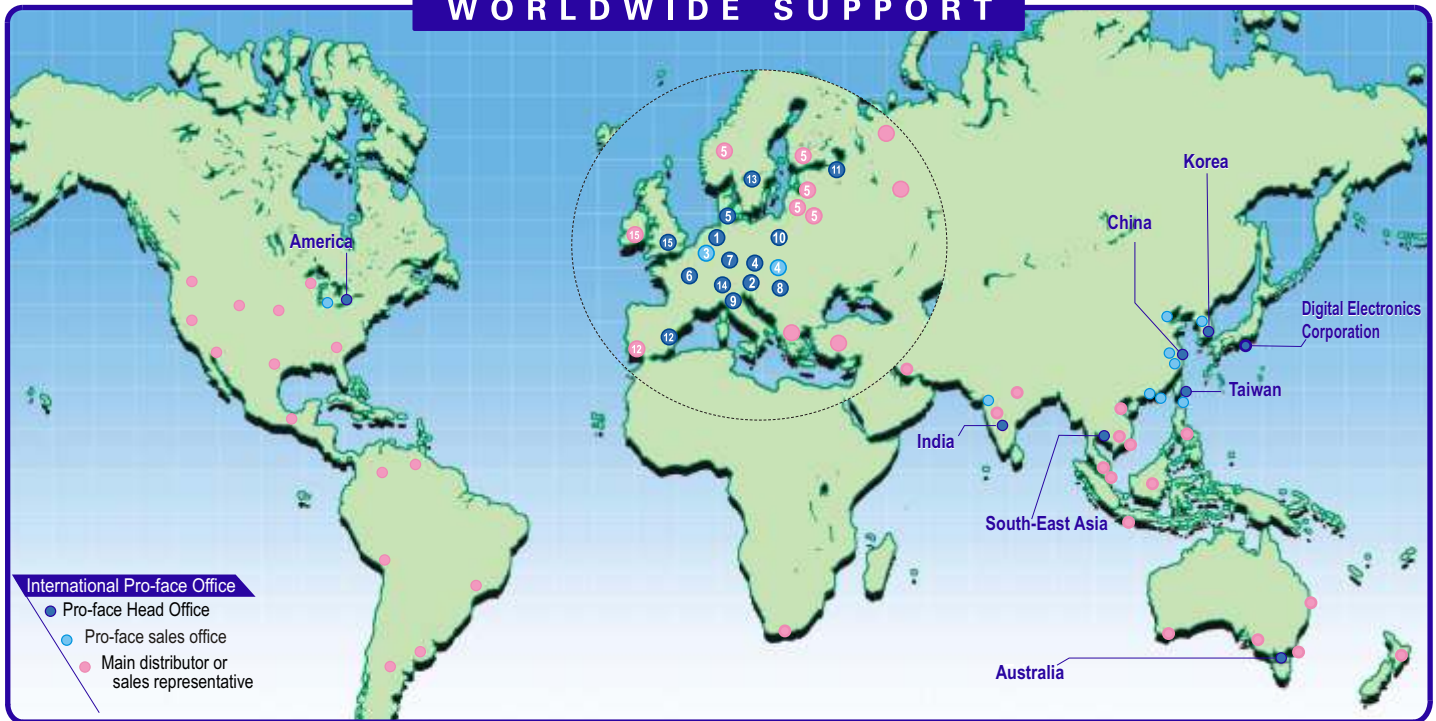 WORLDWIDE SUPPORT
America
Korea
China
Digital Electronics
Corporation
Taiwan
India
South-East Asia
Australia
5
5
11
13
5
5
5
5
15
15
1
10
3
7
4
4
6
14
2
8
9
12
12
International Pro-face Office
Pro-face Head Office
Pro-face sales office
Main distributor or
sales representative